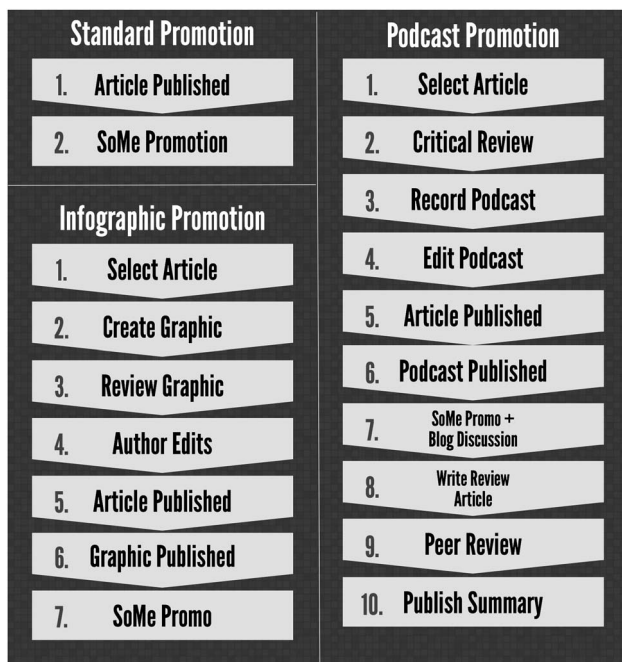 Standard Promotion
1. Article Published
2. SoMe Promotion
Infographic Promotion
1. Select Article
2. Create Graphic
3. Review Graphic
4. Author Edits
5. Article Published
6. Graphic Published
7. SoMe Promo
Podcast Promotion
1. Select Article
2. Critical Review
3. Record Podcast
4. Edit Podcast
5. Article Published
6. Podcast Published
7. SoMe Promo +
Blog Discussion
8. Write Review
Article
9. Peer Review
10. Publish Summary